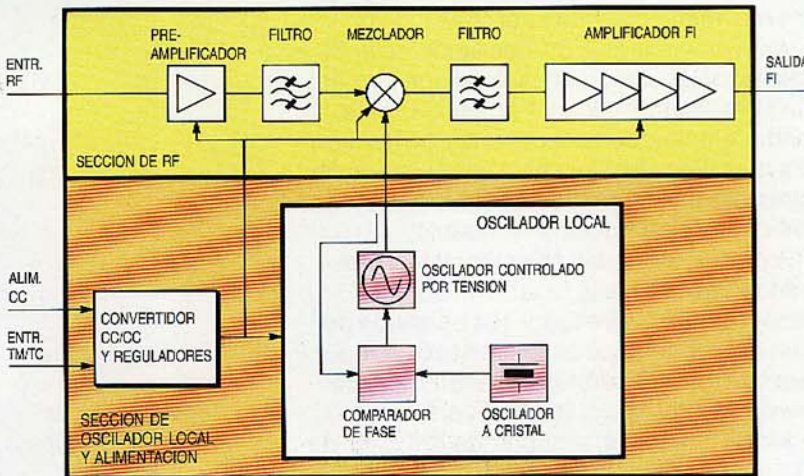 PRE-
AMPLIFICADOR
FILTRO
MEZCLADOR
FILTRO
AMPLIFICADOR FI
ENTR.
RF
SALIDA
FI
SECCION DE RF
OSCILADOR LOCAL
OSCILADOR CONTROLADO
POR TENSION
ALIM.
CC
ENTR.
TM/TC
CONVERTIDOR
CC/CC
Y REGULADORES
COMPARADOR
DE FASE
OSCILADOR
A CRISTAL
SECCION DE
OSCILADOR LOCAL
Y ALIMENTACION